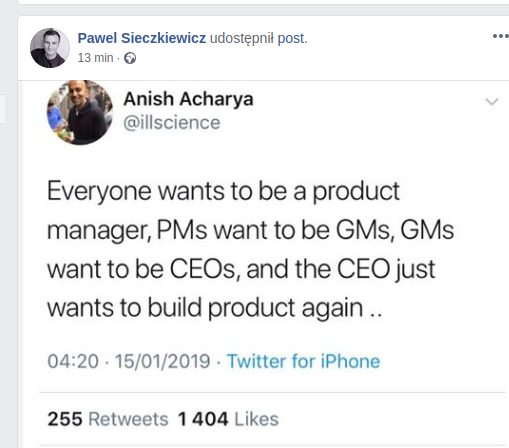 Pawel Sieczkiewicz udostępnił post.
13 min ·
Anish Acharya
@illscience
Everyone wants to be a product
manager, PMs want to be GMs, GMs
want to be CEOs, and the CEO just
wants to build product again ..
04:20 · 15/01/2019 · Twitter for iPhone
255 Retweets 1 404 Likes